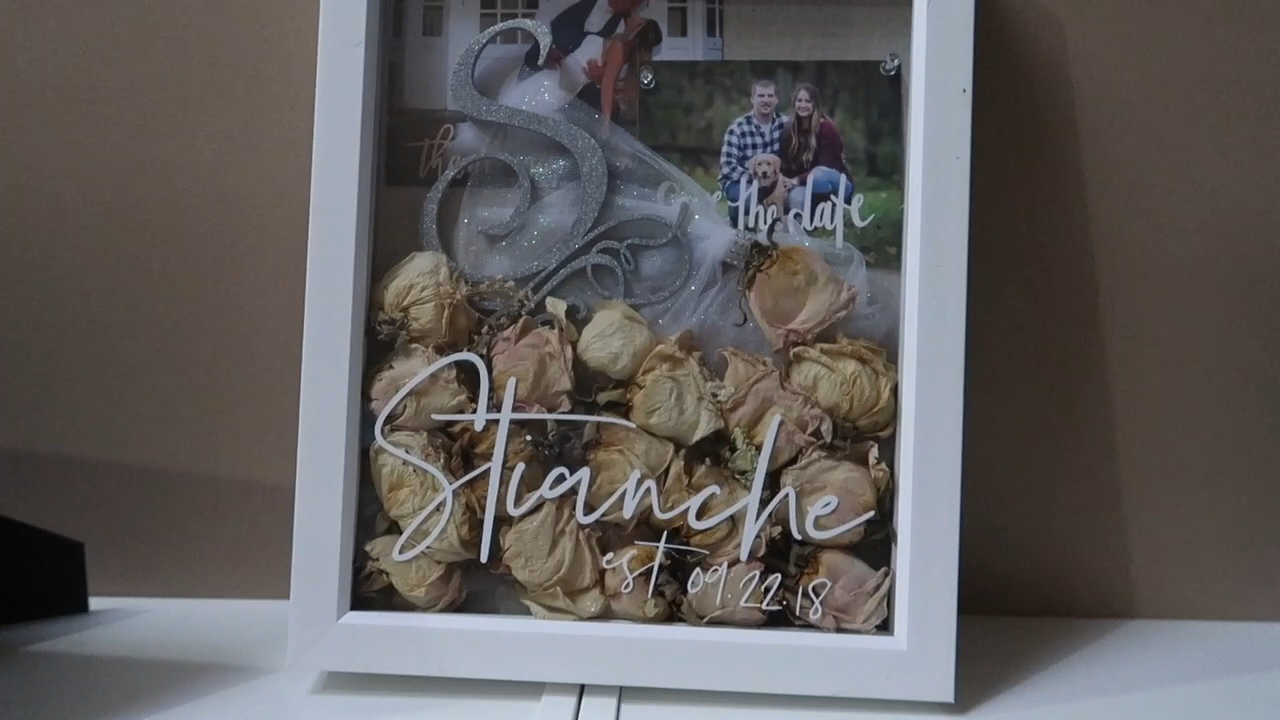 S
the date
Stianche
est 09.22.18